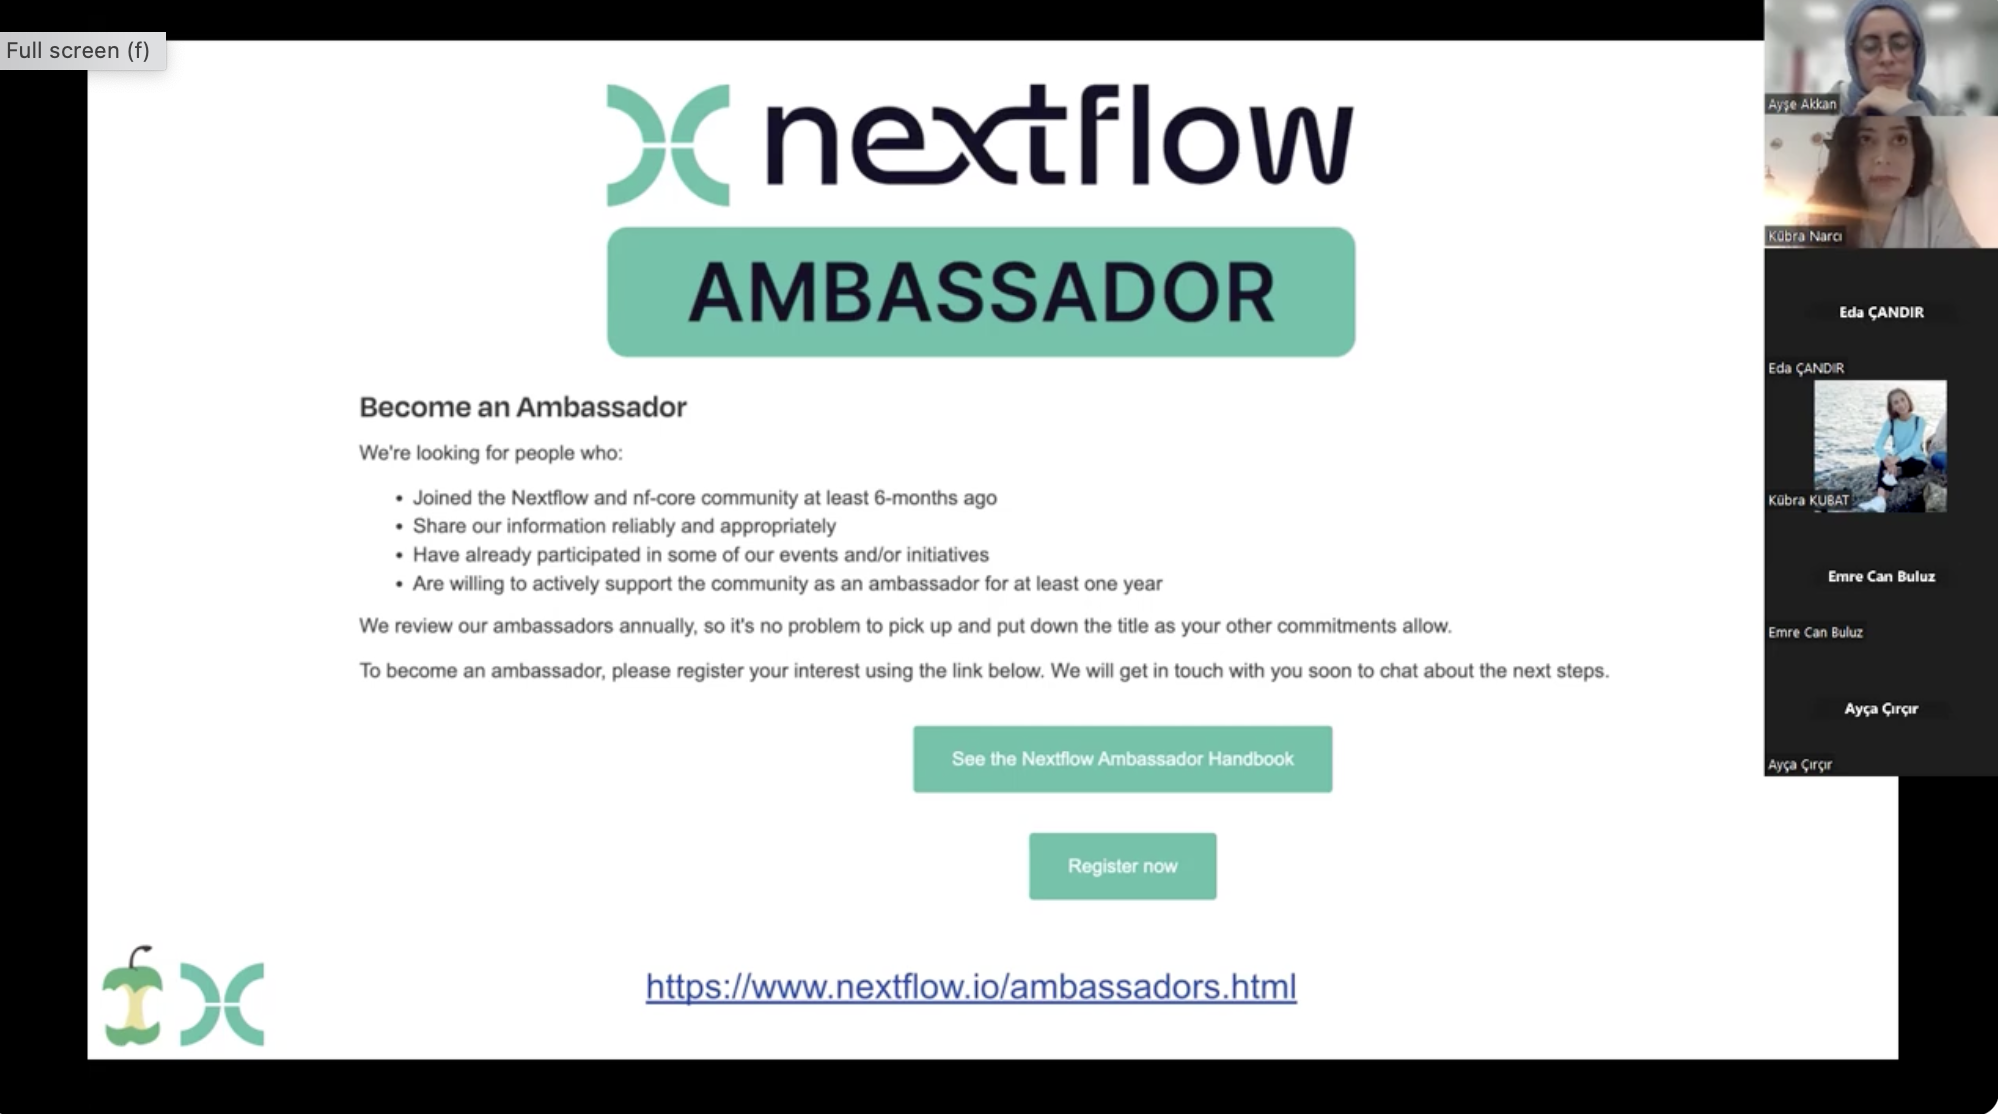 Full screen (f)
nextflow
AMBASSADOR
Become an Ambassador
We're looking for people who:
• Joined the Nextflow and nf-core community at least 6-months ago
• Share our information reliably and appropriately
• Have already participated in some of our events and/or initiatives
• Are willing to actively support the community as an ambassador for at least one year
We review our ambassadors annually, so it's no problem to pick up and put down the title as your other commitments allow.
To become an ambassador, please register your interest using the link below. We will get in touch with you soon to chat about the next steps.
See the Nextflow Ambassador Handbook
Register now
https://www.nextflow.io/ambassadors.html
Ayşe Akkan
Kübra Narcı
Eda ÇANDIR
Eda ÇANDIR
Kübra KUBAT
Emre Can Buluz
Emre Can Buluz
Ayça Çırçır
Ayça Çırçır